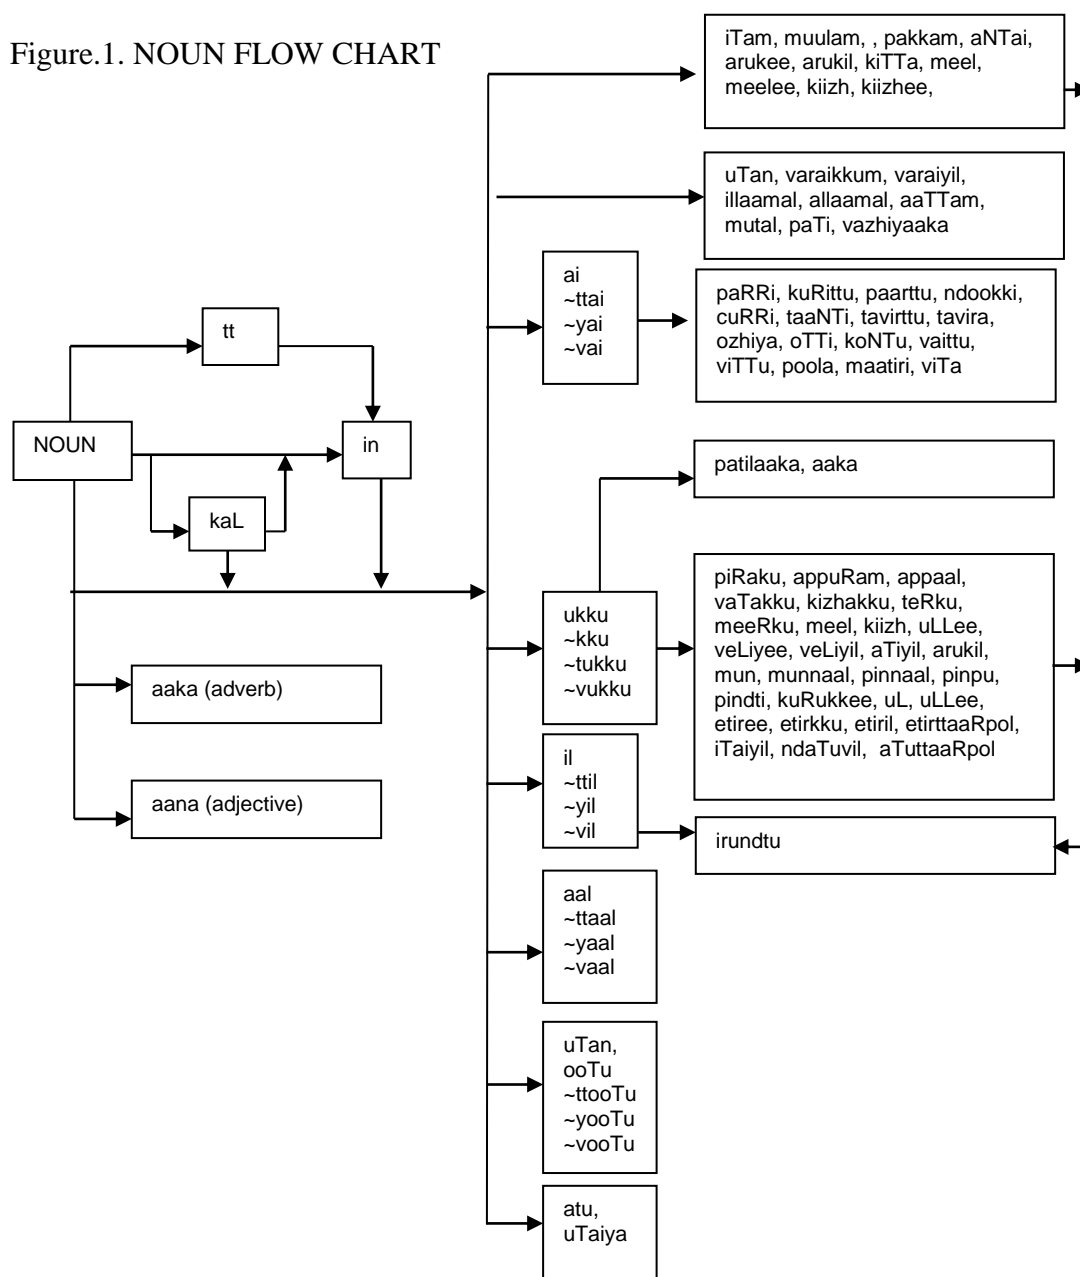 Figure.1. NOUN FLOW CHART
iTam, muulam, , pakkam, aNTai,
arukee, arukil, kiTTa, meel,
meelee, kiizh, kiizhee,
uTan, varaikkum, varaiyil,
illaamal, allaamal, aaTTam,
mutal, paTi, vazhiyaaka
ai
~ttai
~yai
~vai
paRRi, kuRittu, paarttu, ndookki,
cuRRi, taaNTi, tavirttu, tavira,
ozhiya, oTTi, koNTu, vaittu,
viTTu, poola, maatiri, viTa
tt
NOUN
in
kaL
patilaaka, aaka
ukku
~kku
~tukku
~vukku
piRaku, appuRam, appaal,
vaTakku, kizhakku, teRku,
meeRku, meel, kiizh, uLLee,
veLiyee, veLiyil, aTiyil, arukil,
mun, munnaal, pinnaal, pinpu,
pindti, kuRukkee, uL, uLLee,
etiree, etirkku, etiril, etirttaaRpol,
iTaiyil, ndaTuvil, aTuttaaRpol
aaka (adverb)
aana (adjective)
il
~ttil
~yil
~vil
irundtu
aal
~ttaal
~yaal
~vaal
uTan,
ooTu
~ttooTu
~yooTu
~vooTu
atu,
uTaiya